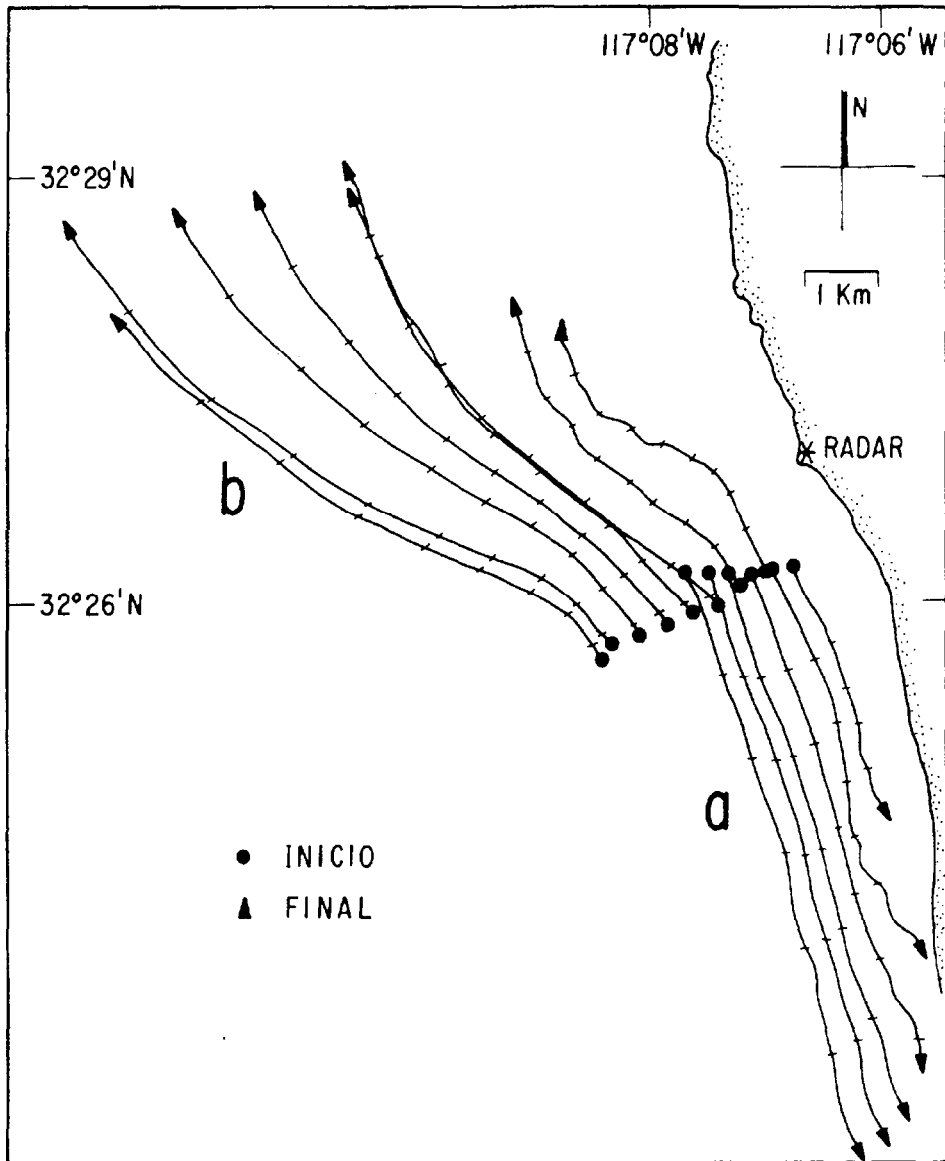 117°08'W 117°06'W
N
32°29'N
1 Km
RADAR
b
32°26'N
a
● INICIO
▲ FINAL